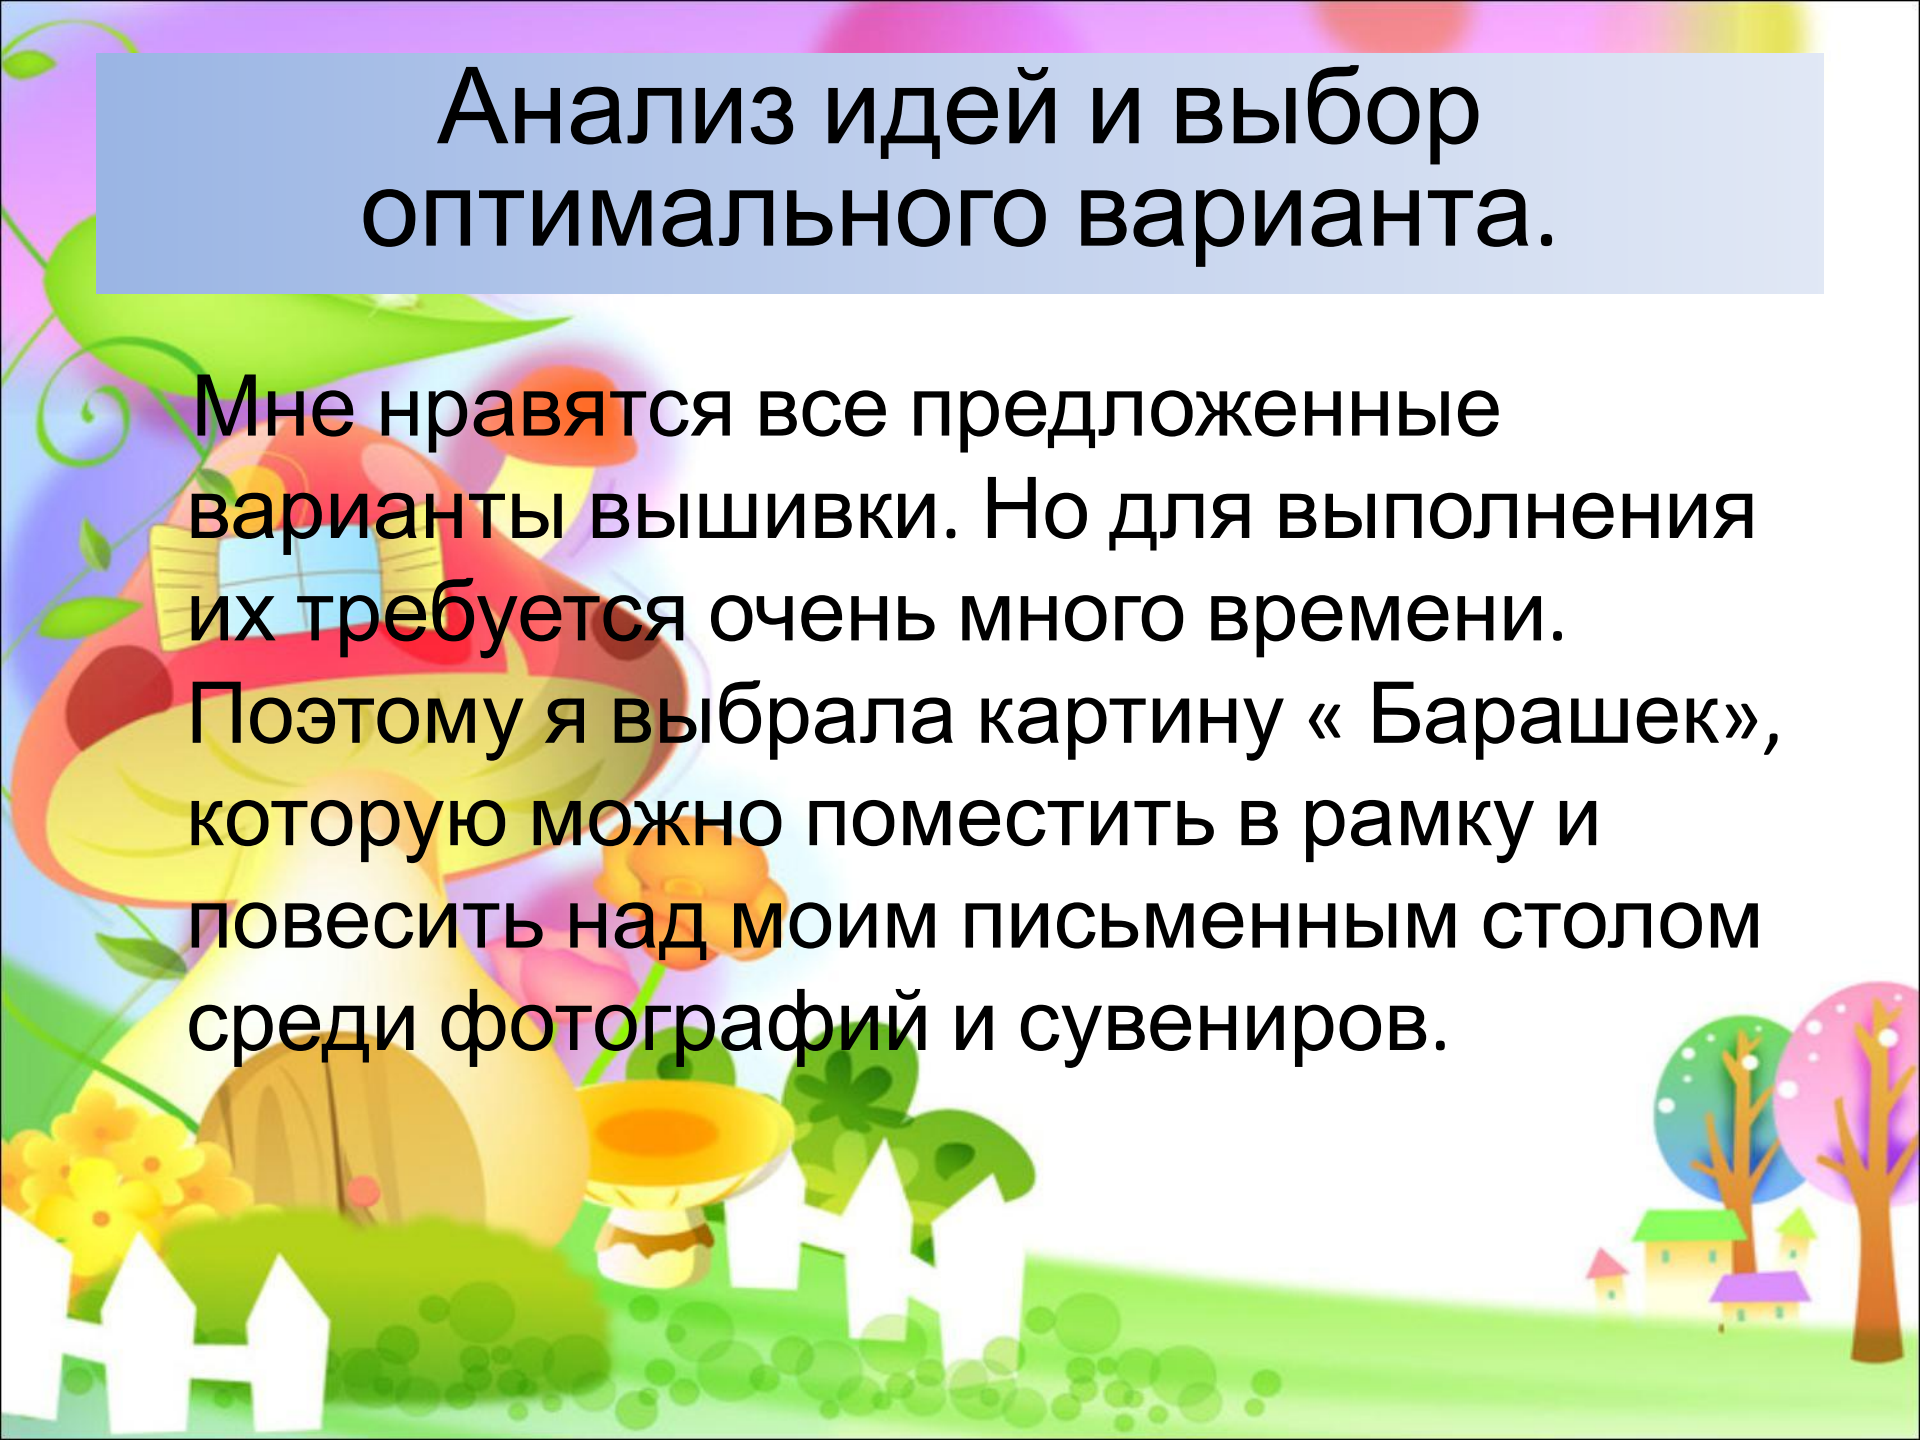 Анализ идей и выбор
оптимального варианта.
Мне нравятся все предложенные
варианты вышивки. Но для выполнения
их требуется очень много времени.
Поэтому я выбрала картину « Барашек»,
которую можно поместить в рамку и
повесить над моим письменным столом
среди фотографий и сувениров.